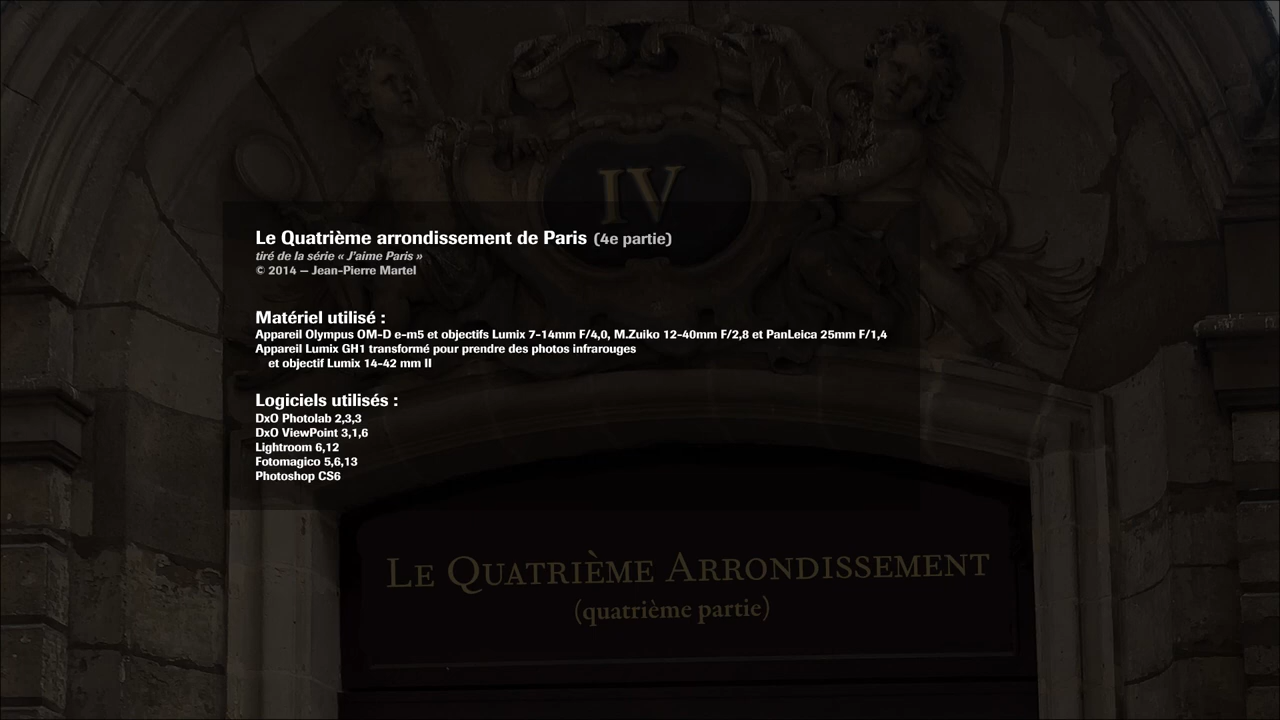 IV
Le Quatrième arrondissement de Paris (4e partie)
tiré de la série « J'aime Paris »
© 2014 — Jean-Pierre Martel
Matériel utilisé :
Appareil Olympus OM-D e-m5 et objectifs Lumix 7-14mm F/4,0, M.Zuiko 12-40mm F/2,8 et PanLeica 25mm F/1,4
Appareil Lumix GH1 transformé pour prendre des photos infrarouges
et objectif Lumix 14-42 mm II
Logiciels utilisés :
DxO Photolab 2,3,3
DxO ViewPoint 3,1,6
Lightroom 6,12
Fotomagico 5,6,13
Photoshop CS6
Le Quatrième Arrondissement
(quatrième partie)